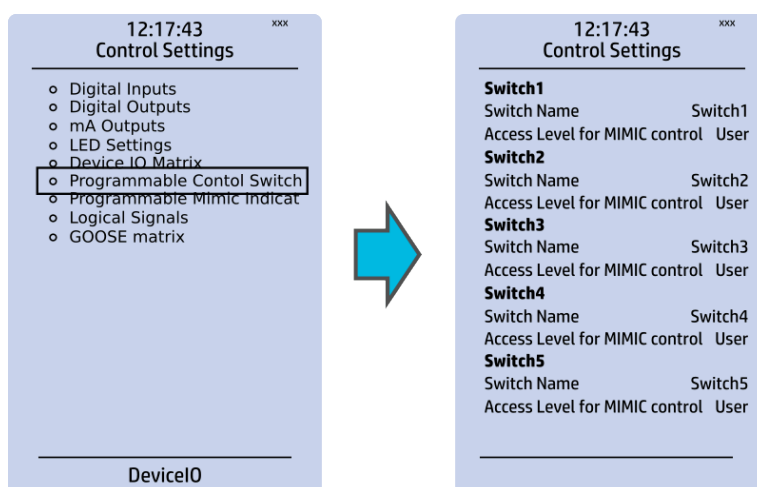 12:17:43 xxx
Control Settings
Digital Inputs
Digital Outputs
mA Outputs
LED Settings
Device IO Matrix
Programmable Contol Switch
Programmable Mimic Indicat
Logical Signals
GOOSE matrix
DeviceIO
12:17:43 xxx
Control Settings
Switch1
Switch Name Switch1
Access Level for MIMIC control User
Switch2
Switch Name Switch2
Access Level for MIMIC control User
Switch3
Switch Name Switch3
Access Level for MIMIC control User
Switch4
Switch Name Switch4
Access Level for MIMIC control User
Switch5
Switch Name Switch5
Access Level for MIMIC control User